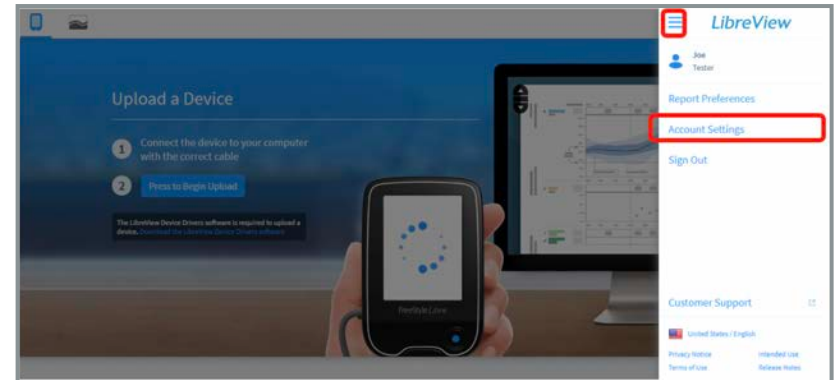 LibreView
Joe
Tester
Upload a Device
Report Preferences
1 Connect the device to your computer
with the correct cable
Account Settings
Sign Out
2 Press to Begin Upload
The LibreView Device Drivers software is required to upload a
device. Download the LibreView Device Drivers software
FreeStyle Libre
Customer Support
United States / English
Privacy Notice Intended Use
Terms of Use Release Notes